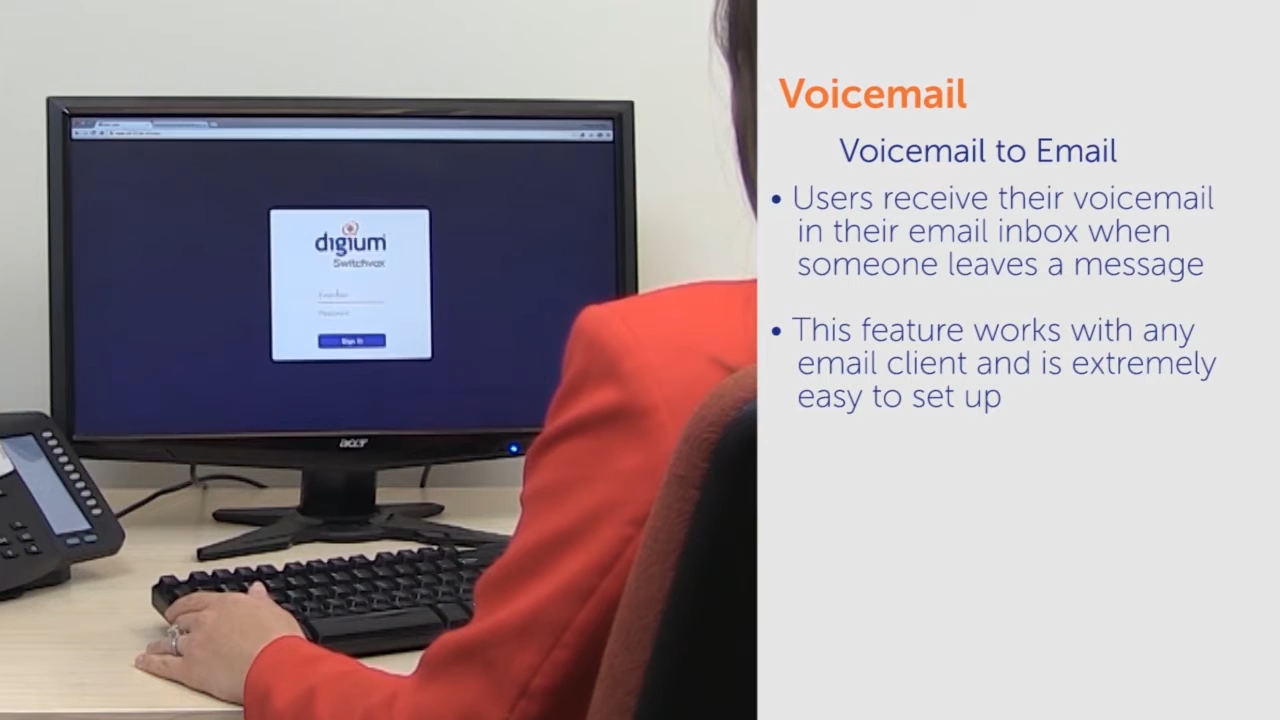 digium
Switchvox
Password
Sign In
acer
Voicemail
Voicemail to Email
• Users receive their voicemail
in their email inbox when
someone leaves a message
• This feature works with any
email client and is extremely
easy to set up